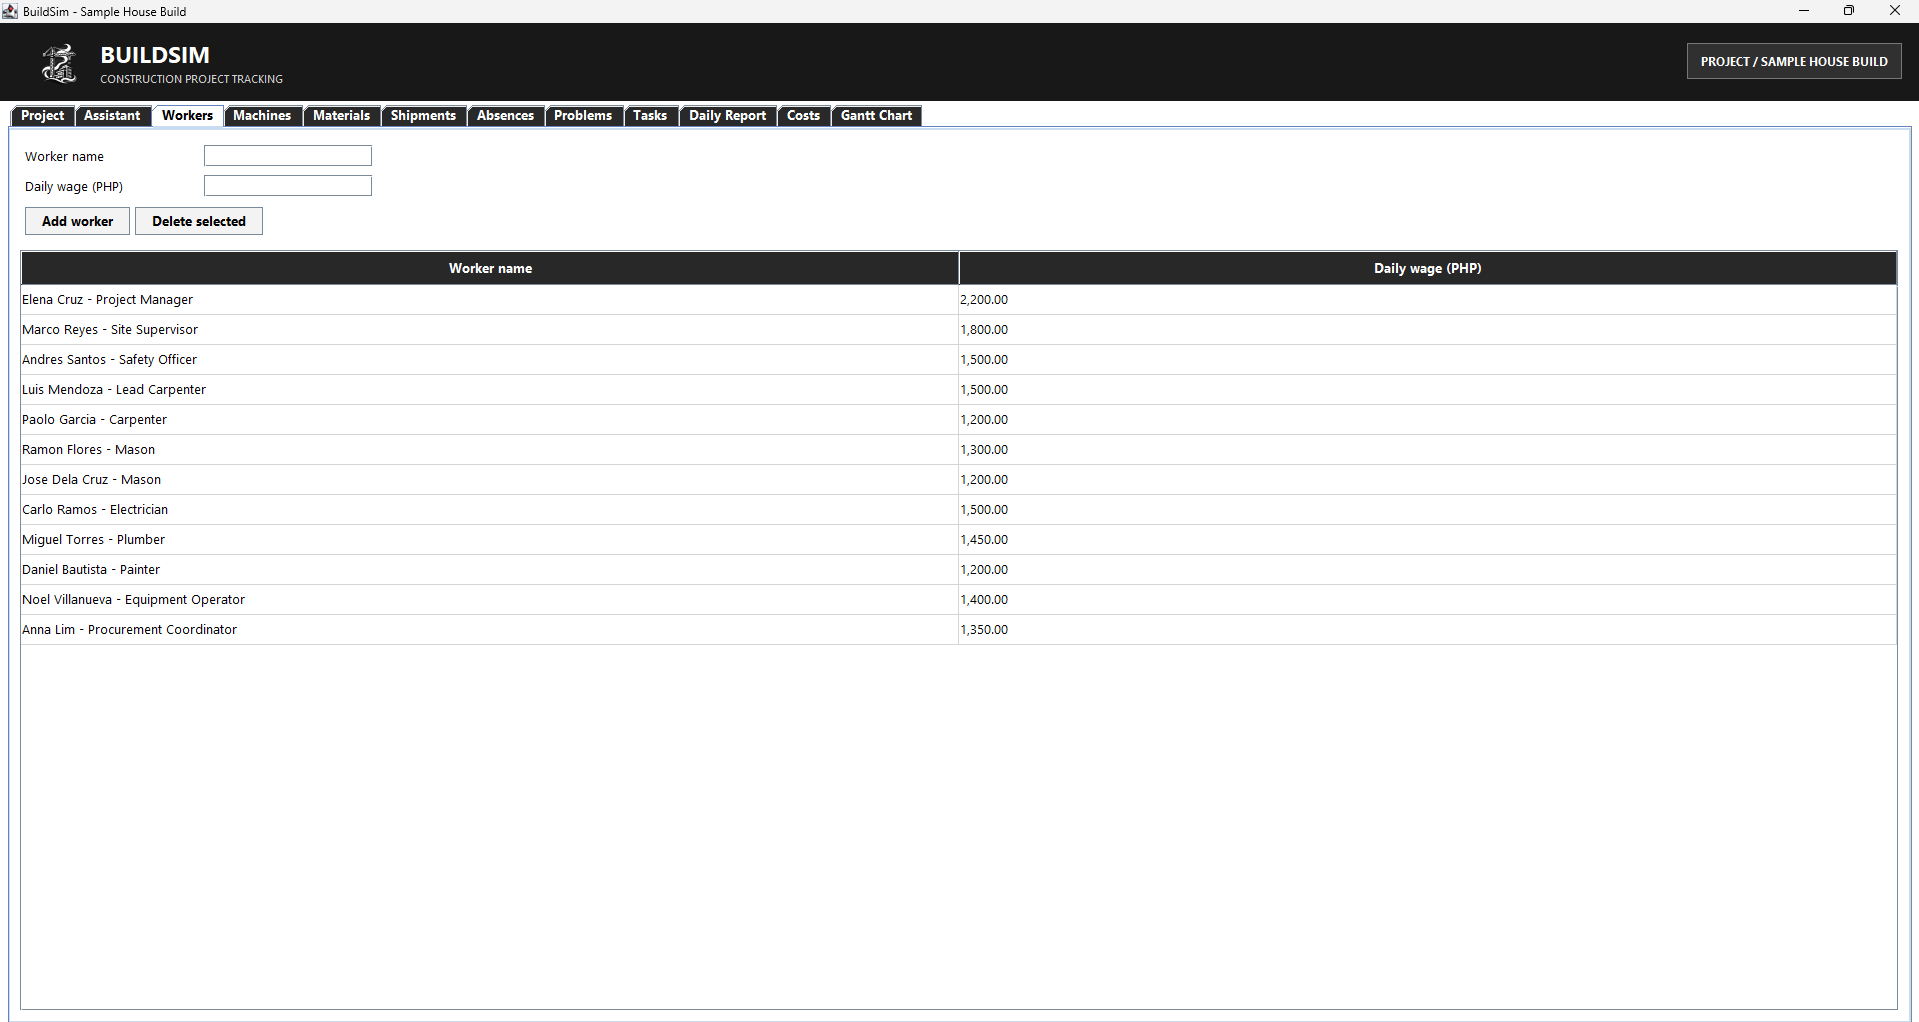 BuildSim - Sample House Build
BUILDSIM
CONSTRUCTION PROJECT TRACKING
PROJECT / SAMPLE HOUSE BUILD
Project Assistant Workers Machines Materials Shipments Absences Problems Tasks Daily Report Costs Gantt Chart
Worker name
Daily wage (PHP)
Add worker Delete selected
Worker name Daily wage (PHP)
Elena Cruz - Project Manager 2,200.00
Marco Reyes - Site Supervisor 1,800.00
Andres Santos - Safety Officer 1,500.00
Luis Mendoza - Lead Carpenter 1,500.00
Paolo Garcia - Carpenter 1,200.00
Ramon Flores - Mason 1,300.00
Jose Dela Cruz - Mason 1,200.00
Carlo Ramos - Electrician 1,500.00
Miguel Torres - Plumber 1,450.00
Daniel Bautista - Painter 1,200.00
Noel Villanueva - Equipment Operator 1,400.00
Anna Lim - Procurement Coordinator 1,350.00